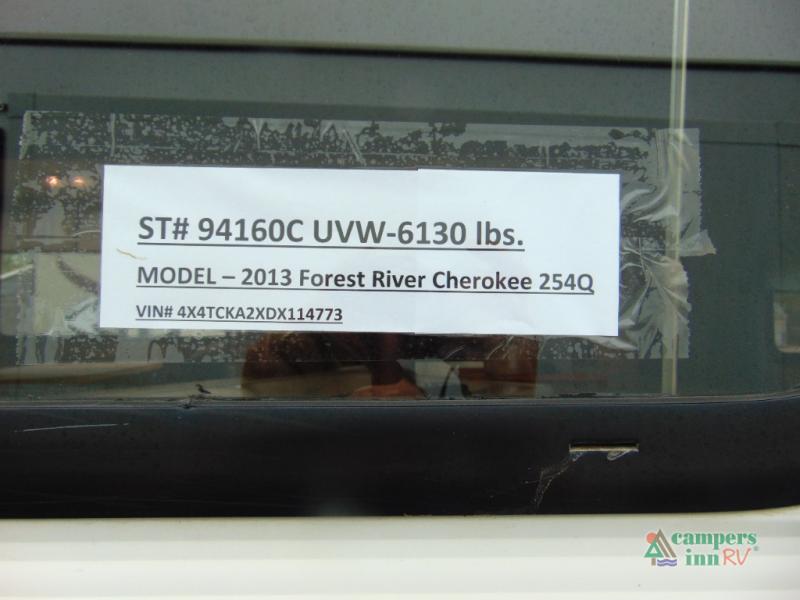 ST# 94160C UVW-6130 lbs.
MODEL – 2013 Forest River Cherokee 254Q
VIN# 4X4TCKA2XDX114773
campers
inn RV®